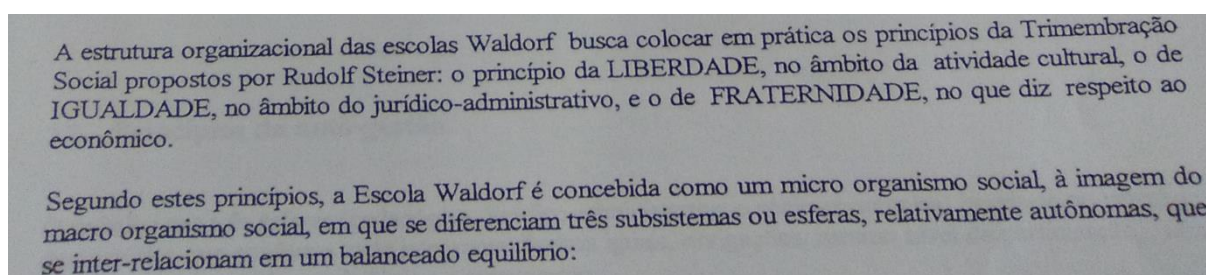 A estrutura organizacional das escolas Waldorf busca colocar em prática os princípios da Trimembração
Social propostos por Rudolf Steiner: o princípio da LIBERDADE, no âmbito da atividade cultural, o de
IGUALDADE, no âmbito do jurídico-administrativo, e o de FRATERNIDADE, no que diz respeito ao
econômico.
Segundo estes princípios, a Escola Waldorf é concebida como um micro organismo social, à imagem do
macro organismo social, em que se diferenciam três subsistemas ou esferas, relativamente autônomas, que
se inter-relacionam em um balanceado equilíbrio: